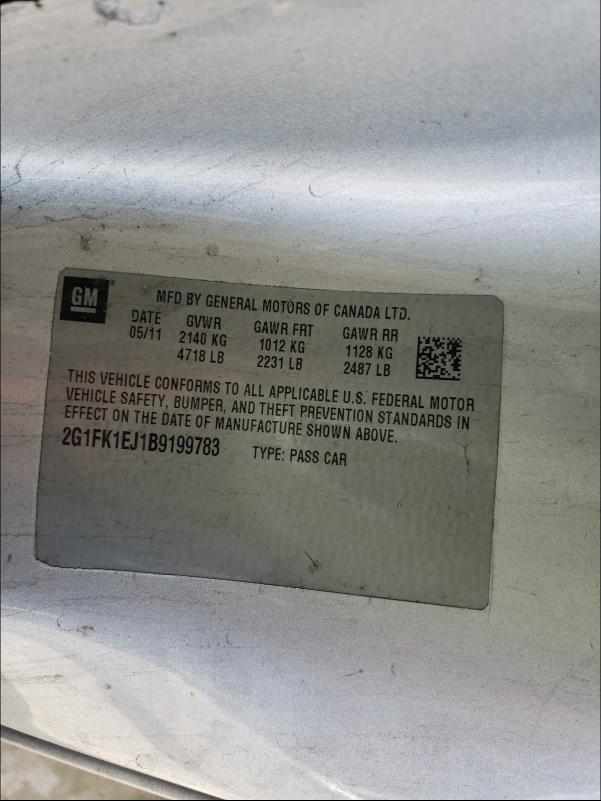 GM
MFD BY GENERAL MOTORS OF CANADA LTD.
DATE GVWR GAWR FRT GAWR RR
05/11 2140 KG 1012 KG 1128 KG
4718 LB 2231 LB 2487 LB
THIS VEHICLE CONFORMS TO ALL APPLICABLE U.S. FEDERAL MOTOR
VEHICLE SAFETY, BUMPER, AND THEFT PREVENTION STANDARDS IN
EFFECT ON THE DATE OF MANUFACTURE SHOWN ABOVE.
2G1FK1EJ1B9199783 TYPE: PASS CAR